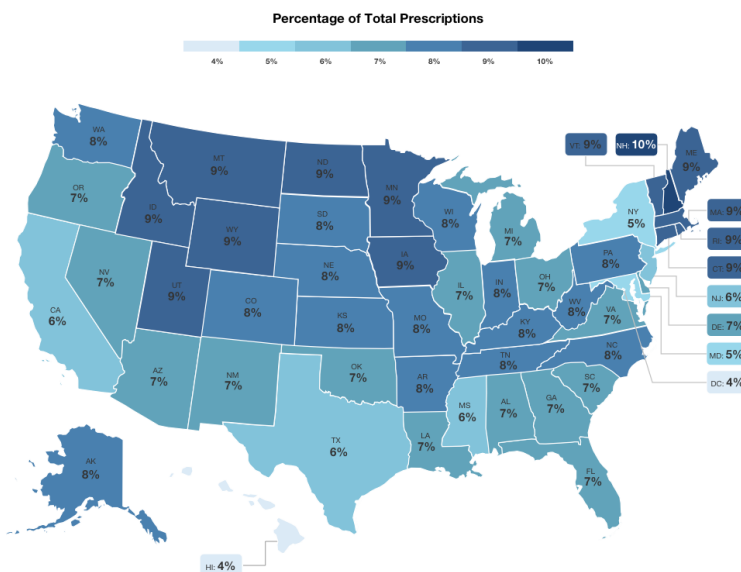 Percentage of Total Prescriptions
4% 5% 6% 7% 8% 9% 10%
WA
8%
OR
7%
CA
6%
NV
7%
ID
9%
MT
9%
WY
9%
UT
9%
CO
8%
AZ
7%
NM
7%
ND
9%
SD
8%
NE
8%
KS
8%
OK
7%
TX
6%
MN
9%
IA
9%
MO
8%
AR
8%
LA
7%
WI
8%
IL
7%
MI
7%
IN
8%
OH
7%
KY
8%
TN
8%
MS
6%
AL
7%
GA
7%
FL
7%
SC
7%
NC
8%
VA
7%
WV
8%
PA
8%
NY
5%
VT: 9%
NH: 10%
ME
9%
MA: 9%
RI: 9%
CT: 9%
NJ: 6%
DE: 7%
MD: 5%
DC: 4%
AK
8%
HI: 4%